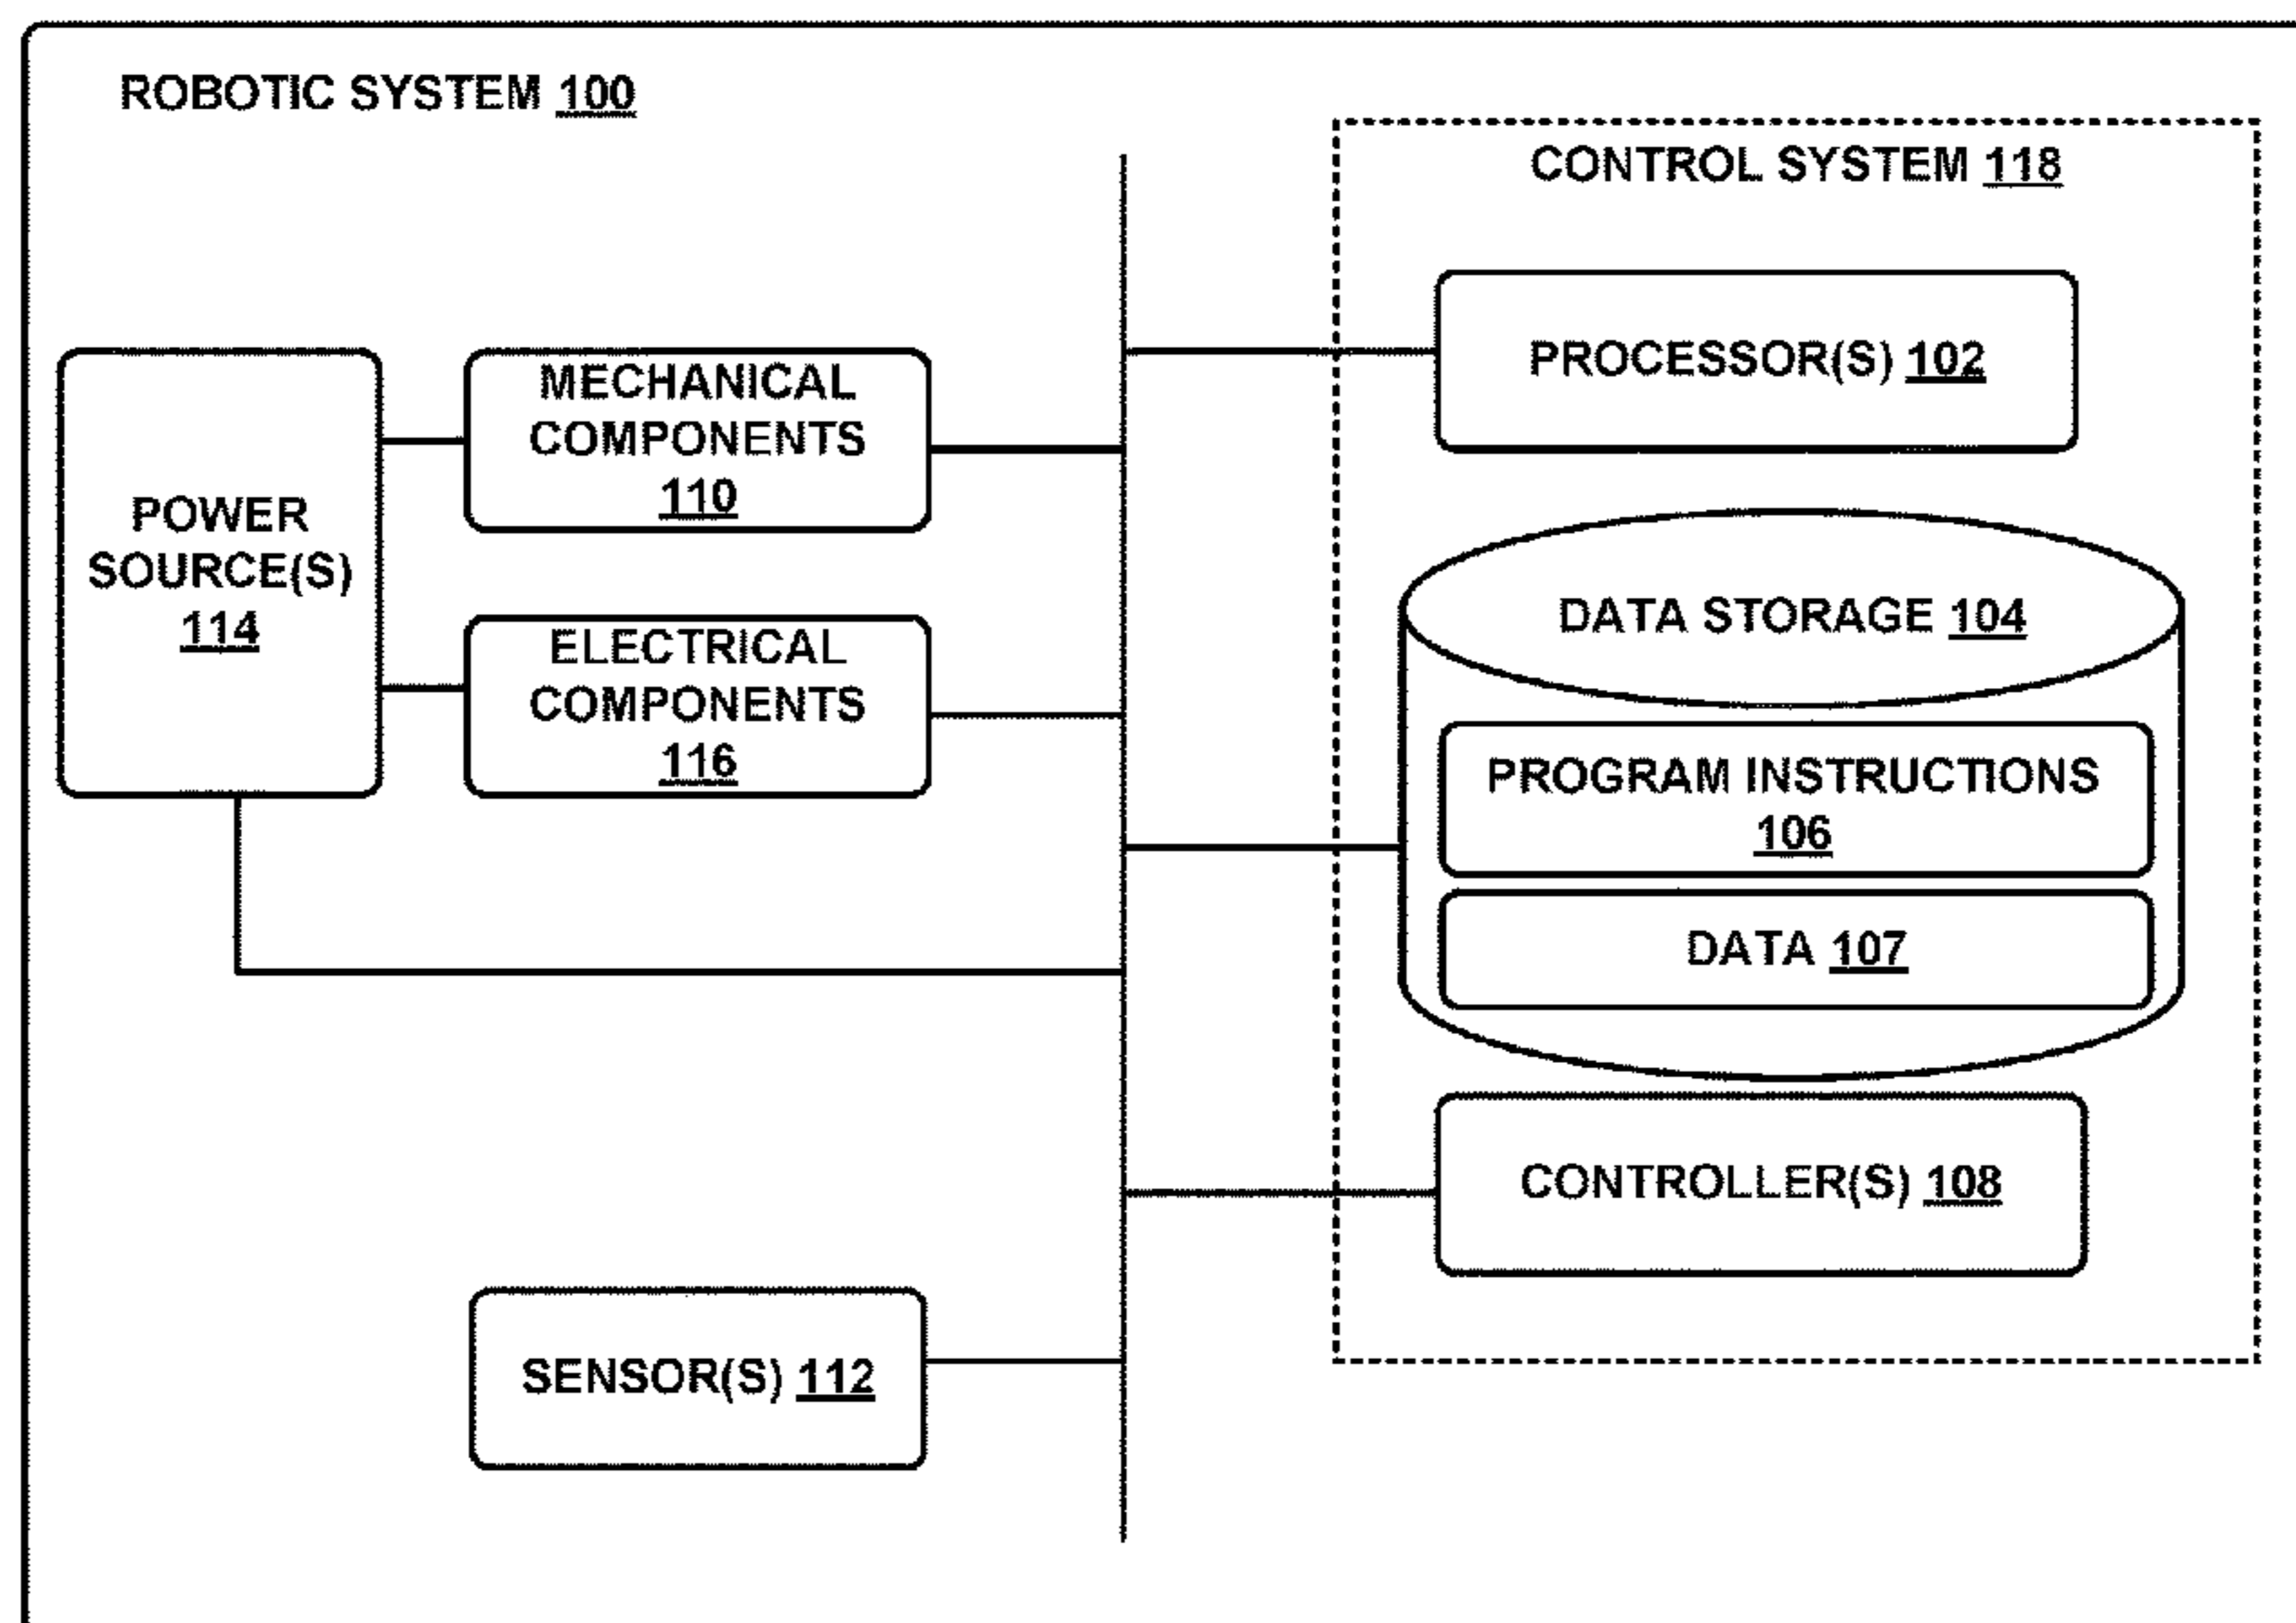 ROBOTIC SYSTEM 100
CONTROL SYSTEM 118
PROCESSOR(S) 102
MECHANICAL
COMPONENTS
110
POWER
SOURCE(S)
114
ELECTRICAL
COMPONENTS
116
DATA STORAGE 104
PROGRAM INSTRUCTIONS
106
DATA 107
CONTROLLER(S) 108
SENSOR(S) 112